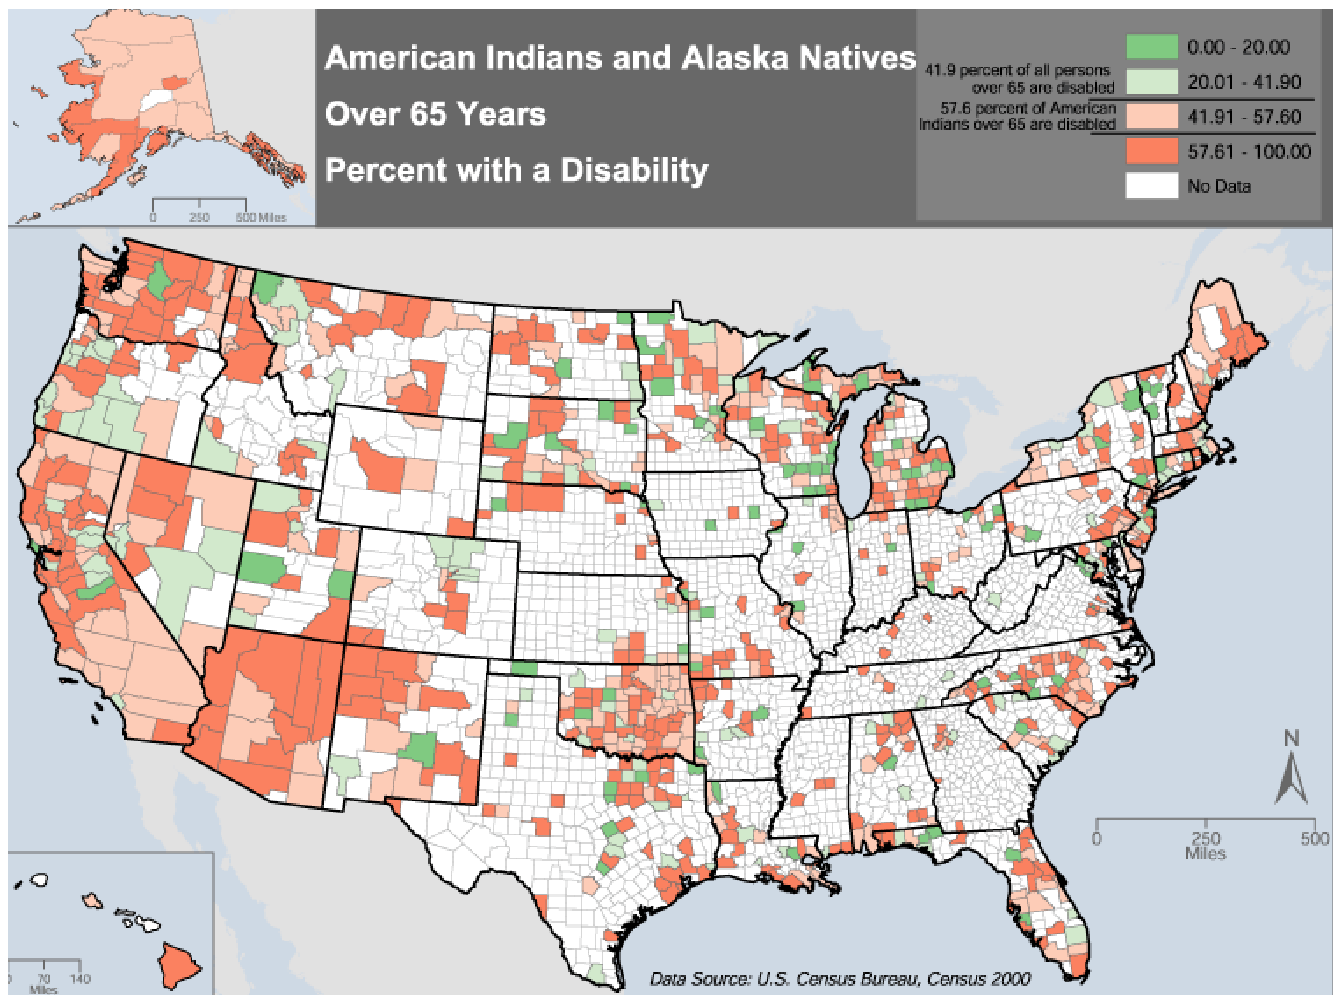 American Indians and Alaska Natives
Over 65 Years
Percent with a Disability
41.9 percent of all persons
over 65 are disabled
57.6 percent of American
Indians over 65 are disabled
0.00 - 20.00
20.01 - 41.90
41.91 - 57.60
57.61 - 100.00
No Data
0 250 500 Miles
N
0 250 500
Miles
0 70 140
Miles
Data Source: U.S. Census Bureau, Census 2000